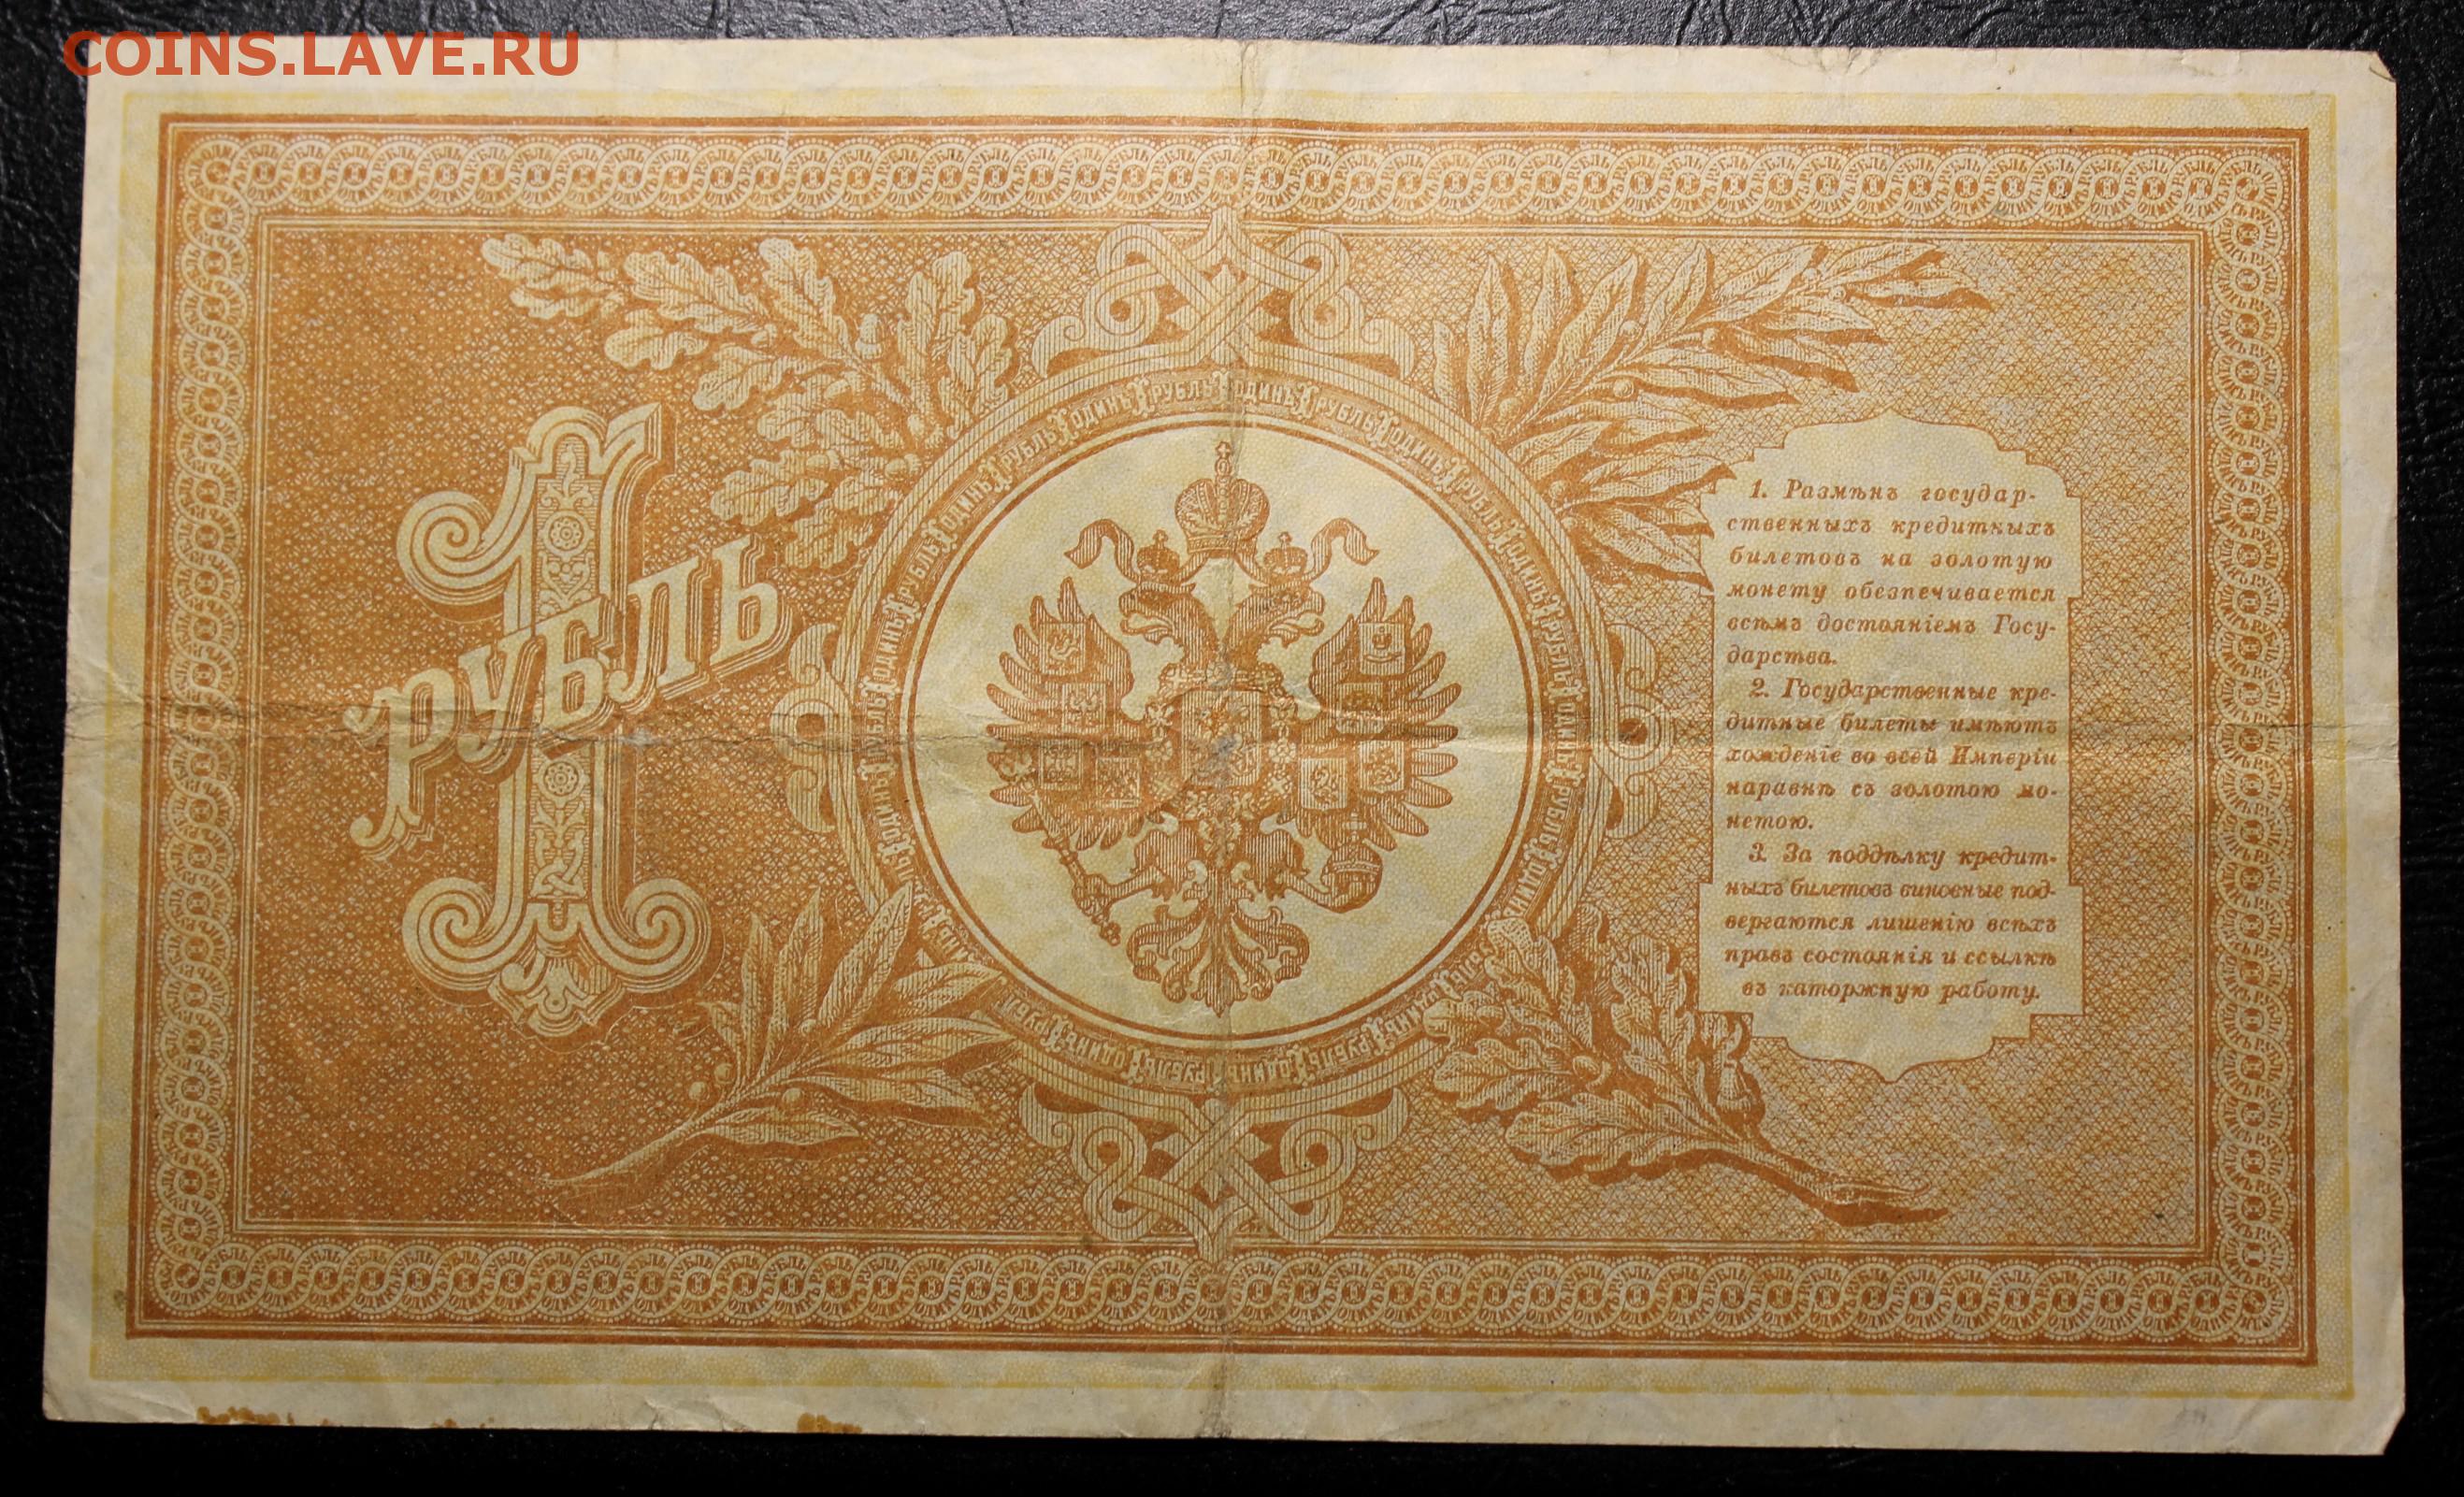 COINS.LAVE.RU
1
рубль
1. Размѣнъ государ-
ственныхъ кредитныхъ
билетовъ на золотую
монету обезпечивается
всѣмъ достояніемъ Госу-
дарства.
2. Государственные кре-
дитные билеты имѣютъ
хожденіе во всей Имперіи
наравнѣ съ золотою мо-
нетою.
3. За поддѣлку кредит-
ныхъ билетовъ виновные под-
вергаются лишенію всѣхъ
правъ состоянія и ссылкѣ
въ каторжную работу.